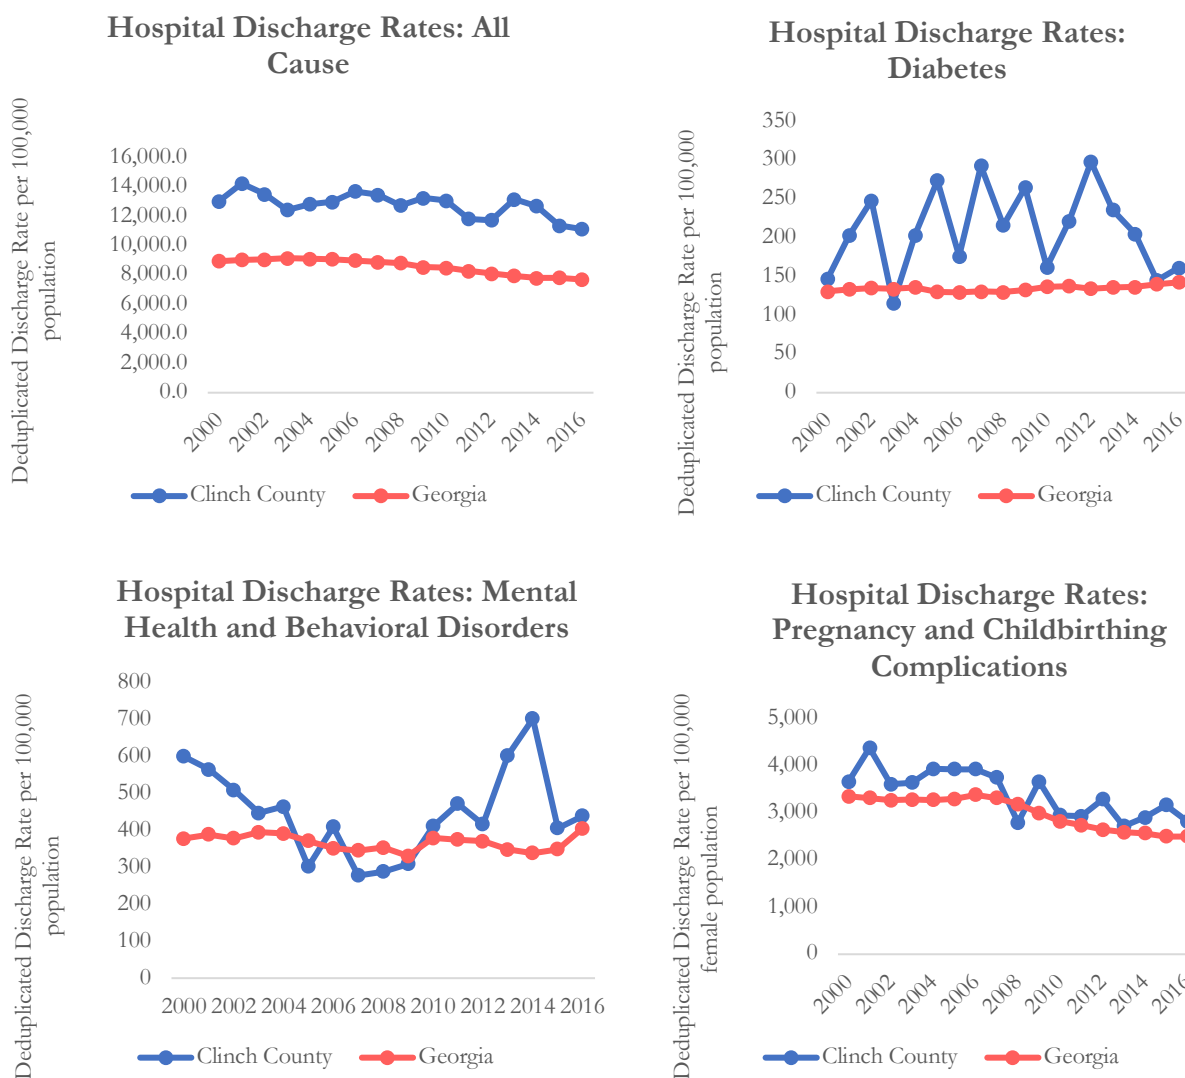 Hospital Discharge Rates: All
Cause
Deduplicated Discharge Rate per 100,000
population
16,000.0
14,000.0
12,000.0
10,000.0
8,000.0
6,000.0
4,000.0
2,000.0
0.0
2000 2002 2004 2006 2008 2010 2012 2014 2016
Clinch County Georgia
Hospital Discharge Rates:
Diabetes
Deduplicated Discharge Rate per 100,000
population
350
300
250
200
150
100
50
0
2000 2002 2004 2006 2008 2010 2012 2014 2016
Clinch County Georgia
Hospital Discharge Rates: Mental
Health and Behavioral Disorders
Deduplicated Discharge Rate per 100,000
population
800
700
600
500
400
300
200
100
0
2000 2002 2004 2006 2008 2010 2012 2014 2016
Clinch County Georgia
Hospital Discharge Rates:
Pregnancy and Childbirthing
Complications
Deduplicated Discharge Rate per 100,000
female population
5,000
4,000
3,000
2,000
1,000
0
2000 2002 2004 2006 2008 2010 2012 2014 2016
Clinch County Georgia